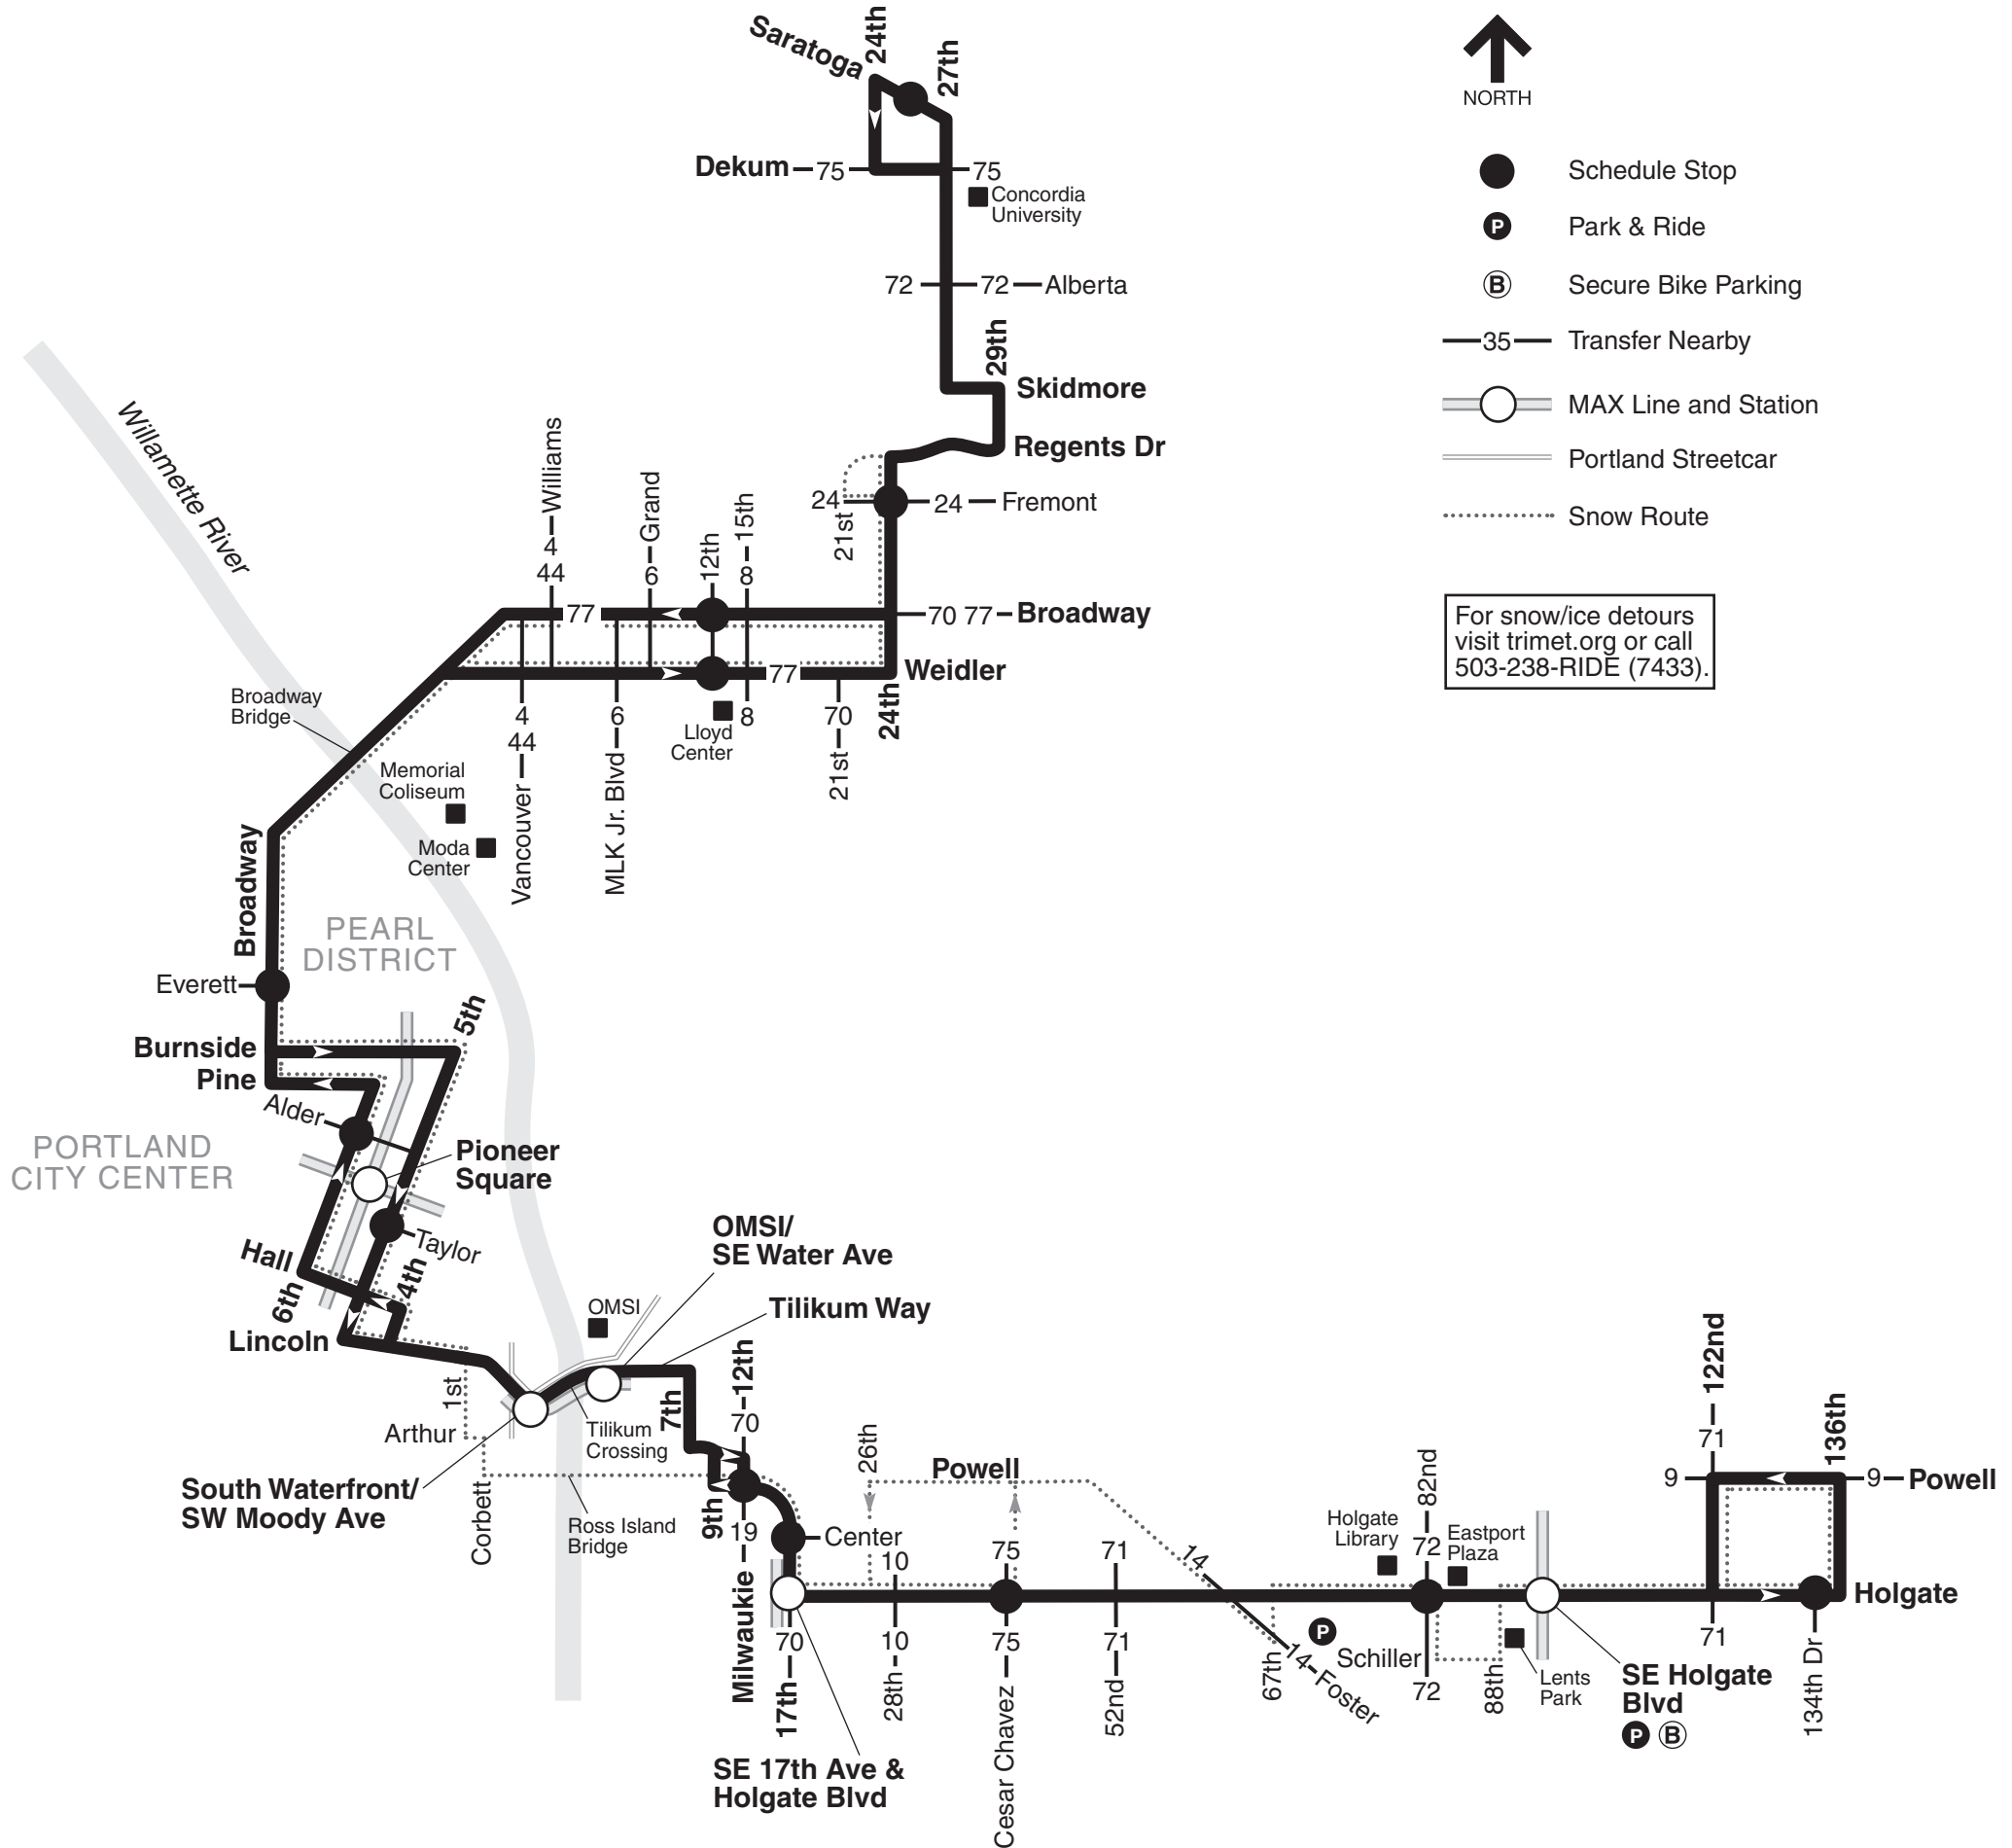 24th
Saratoga
27th
NORTH
Dekum
75
75
Concordia
University
Schedule Stop
P
Park & Ride
B
Secure Bike Parking
35
Transfer Nearby
MAX Line and Station
Portland Streetcar
Snow Route
72
72
Alberta
29th
Skidmore
Regents Dr
Willamette River
Williams
4
44
Grand
6
12th
15th
8
24
21st
24
Fremont
77
70 77
Broadway
For snow/ice detours
visit trimet.org or call
503-238-RIDE (7433).
77
Weidler
24th
Broadway
Bridge
4
44
Vancouver
6
MLK Jr. Blvd
Lloyd
Center
8
70
21st
Memorial
Coliseum
Moda
Center
Broadway
PEARL
DISTRICT
Everett
5th
Burnside
Pine
Alder
PORTLAND
CITY CENTER
Pioneer
Square
Taylor
Hall
6th
4th
Lincoln
OMSI/
SE Water Ave
OMSI
Tilikum Way
1st
Arthur
Tilikum
Crossing
7th
12th
70
South Waterfront/
SW Moody Ave
Corbett
Ross Island
Bridge
9th
19
Milwaukie
Center
26th
Powell
10
75
71
14
82nd
72
Holgate
Library
Eastport
Plaza
122nd
71
136th
9
9
Powell
Holgate
70
17th
10
28th
75
Cesar Chavez
71
52nd
67th
14
Foster
P
Schiller
72
88th
Lents
Park
SE Holgate
Blvd
P B
71
134th Dr
SE 17th Ave &
Holgate Blvd